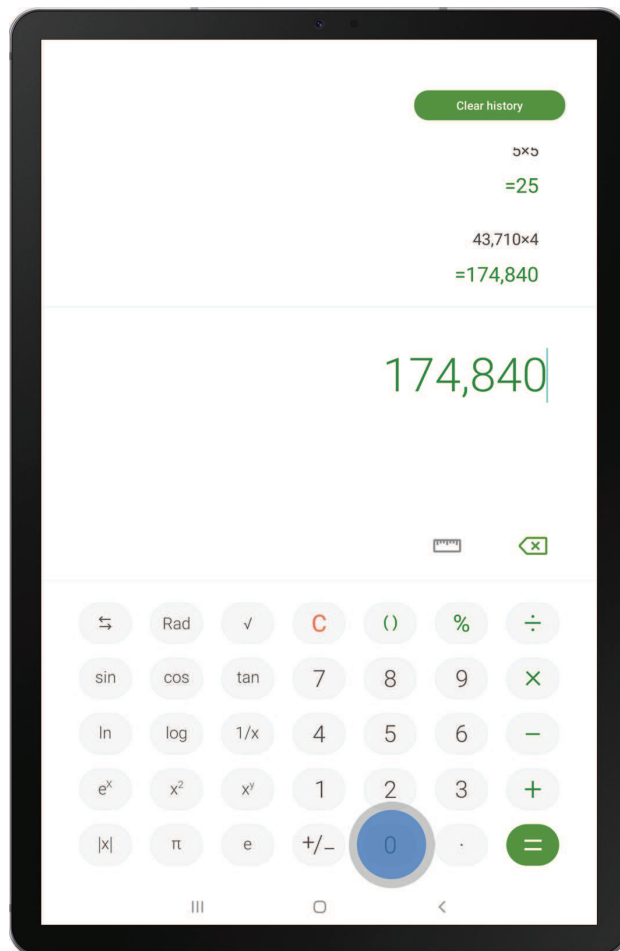 Clear history
5×5
=25
43,710×4
=174,840
174,840
⇆ Rad √ C () % ÷
sin cos tan 7 8 9 ×
ln log 1/x 4 5 6 −
eˣ x² xʸ 1 2 3 +
|x| π e +/− 0 . =